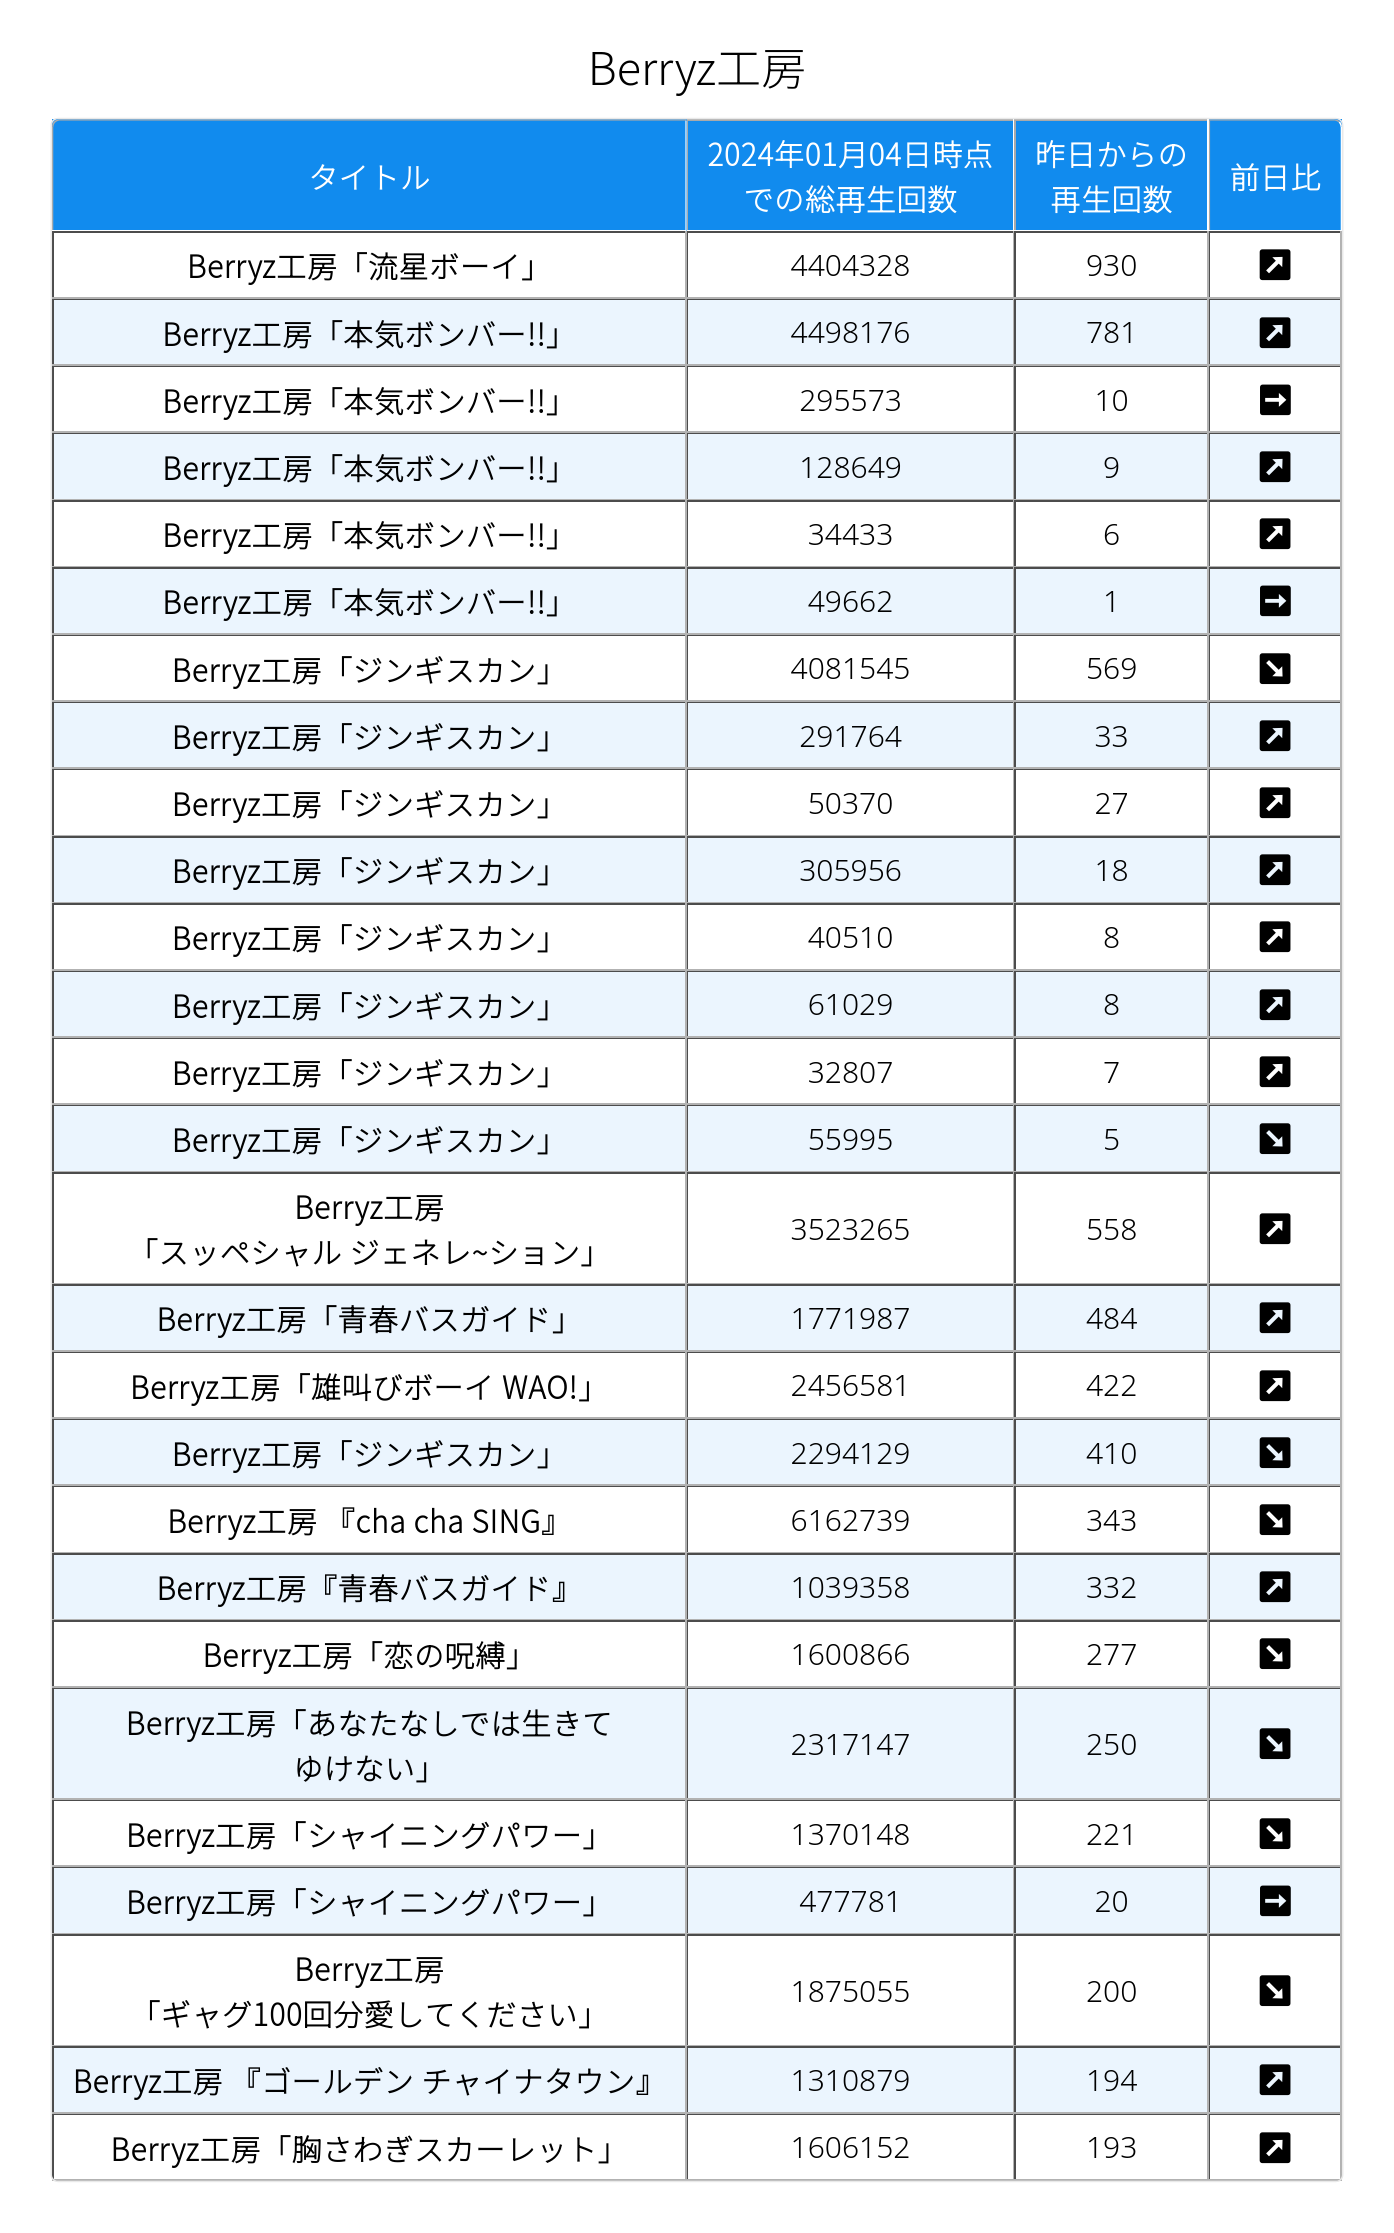 Berryz工房
タイトル 2024年01月04日時点 昨日からの 前日比
での総再生回数 再生回数
Berryz工房「流星ボーイ」 4404328 930 ↗
Berryz工房「本気ボンバー!!」 4498176 781 ↗
Berryz工房「本気ボンバー!!」 295573 10 →
Berryz工房「本気ボンバー!!」 128649 9 ↗
Berryz工房「本気ボンバー!!」 34433 6 ↗
Berryz工房「本気ボンバー!!」 49662 1 →
Berryz工房「ジンギスカン」 4081545 569 ↘
Berryz工房「ジンギスカン」 291764 33 ↗
Berryz工房「ジンギスカン」 50370 27 ↗
Berryz工房「ジンギスカン」 305956 18 ↗
Berryz工房「ジンギスカン」 40510 8 ↗
Berryz工房「ジンギスカン」 61029 8 ↗
Berryz工房「ジンギスカン」 32807 7 ↗
Berryz工房「ジンギスカン」 55995 5 ↘
Berryz工房
「スッペシャル ジェネレ~ション」 3523265 558 ↗
Berryz工房「青春バスガイド」 1771987 484 ↗
Berryz工房「雄叫びボーイ WAO!」 2456581 422 ↗
Berryz工房「ジンギスカン」 2294129 410 ↘
Berryz工房 『cha cha SING』 6162739 343 ↘
Berryz工房『青春バスガイド』 1039358 332 ↗
Berryz工房「恋の呪縛」 1600866 277 ↘
Berryz工房「あなたなしでは生きて
ゆけない」 2317147 250 ↘
Berryz工房「シャイニングパワー」 1370148 221 ↘
Berryz工房「シャイニングパワー」 477781 20 →
Berryz工房
「ギャグ100回分愛してください」 1875055 200 ↘
Berryz工房 『ゴールデン チャイナタウン』 1310879 194 ↗
Berryz工房「胸さわぎスカーレット」 1606152 193 ↗